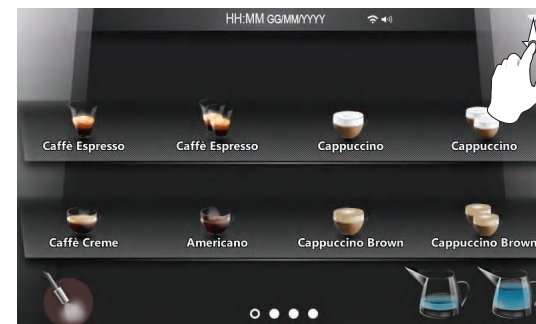 HH:MM GG/MM/YYYY
Caffè Espresso Caffè Espresso Cappuccino Cappuccino
Caffè Creme Americano Cappuccino Brown Cappuccino Brown